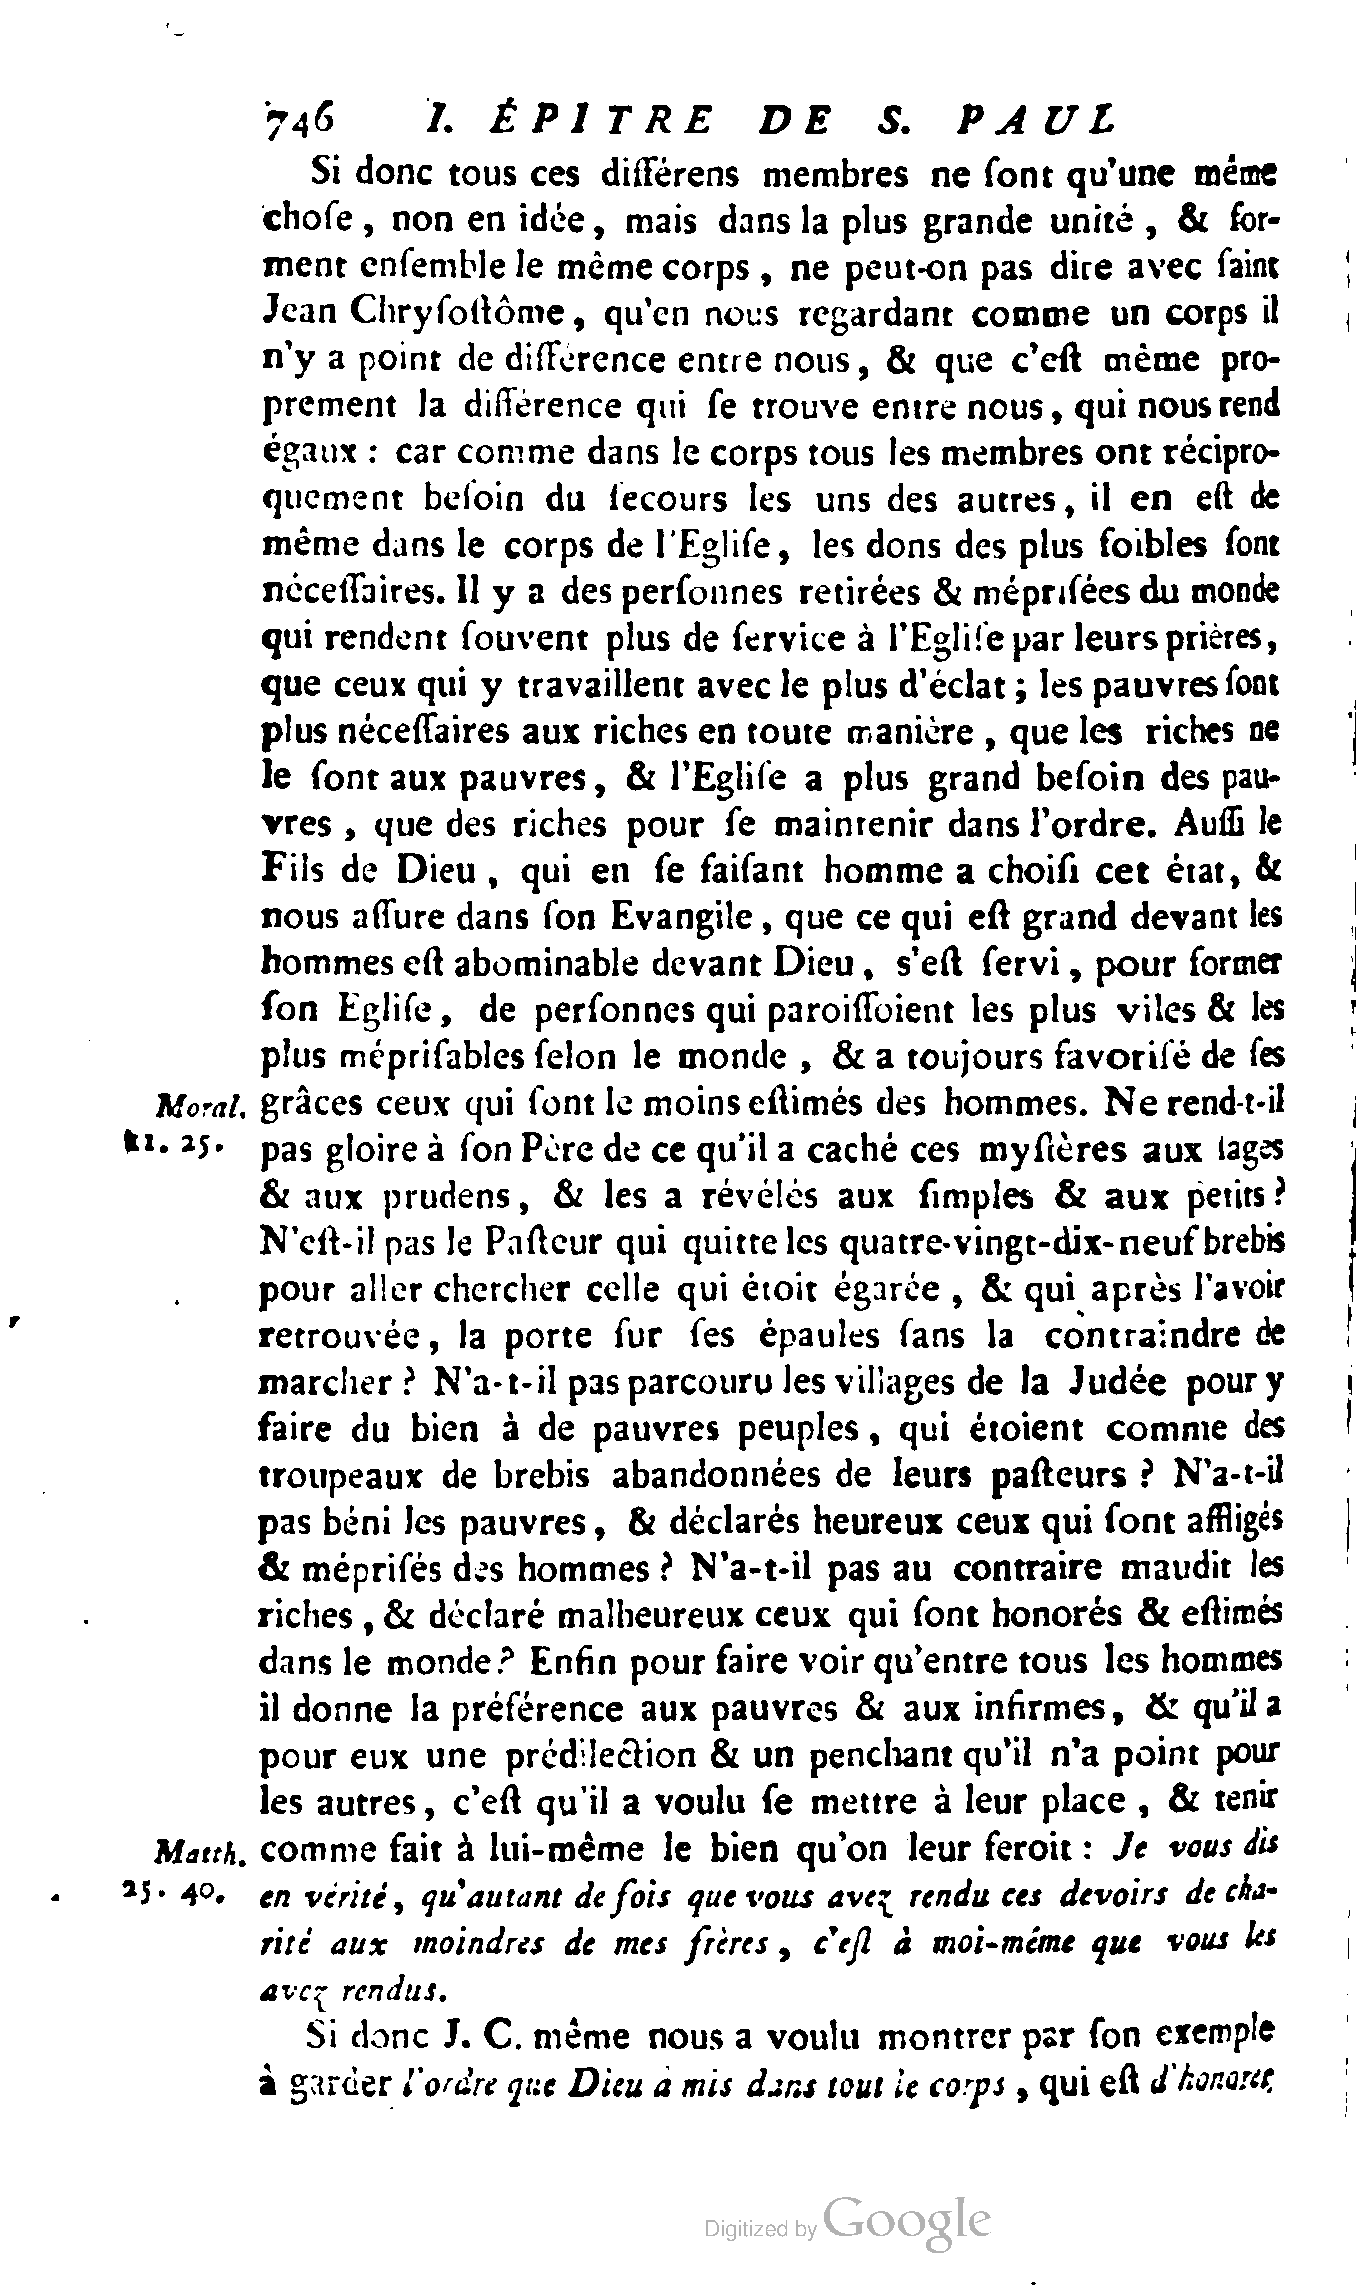 746 I. ÉPITRE DE S. PAUL
Si donc tous ces différens membres ne ſont qu'une même
choſe, non en idée, mais dans la plus grande unité, & for-
ment enſemble le même corps, ne peut-on pas dire avec ſaint
Jean Chryſoſtôme, qu'en nous regardant comme un corps il
n'y a point de différence entre nous, & que c'eſt même pro-
prement la différence qui ſe trouve entre nous, qui nous rend
égaux : car comme dans le corps tous les membres ont récipro-
quement beſoin du ſecours les uns des autres, il en eſt de
même dans le corps de l'Egliſe, les dons des plus foibles ſont
néceſſaires. Il y a des perſonnes retirées & mépriſées du monde
qui rendent ſouvent plus de ſervice à l'Egliſe par leurs prières,
que ceux qui y travaillent avec le plus d'éclat ; les pauvres ſont
plus néceſſaires aux riches en toute manière, que les riches ne
le ſont aux pauvres, & l'Egliſe a plus grand beſoin des pau-
vres, que des riches pour ſe maintenir dans l'ordre. Auſſi le
Fils de Dieu, qui en ſe faiſant homme a choiſi cet état, &
nous aſſure dans ſon Evangile, que ce qui eſt grand devant les
hommes eſt abominable devant Dieu, s'eſt ſervi, pour former
ſon Egliſe, de perſonnes qui paroiſſoient les plus viles & les
plus mépriſables ſelon le monde, & a toujours favoriſé de ſes
Moral. grâces ceux qui ſont le moins eſtimés des hommes. Ne rend-t-il
11. 25. pas gloire à ſon Père de ce qu'il a caché ces myſtères aux ſages
& aux prudens, & les a révélés aux ſimples & aux petits ?
N'eſt-il pas le Paſteur qui quitte les quatre-vingt-dix-neuf brebis
pour aller chercher celle qui étoit égarée, & qui après l'avoir
retrouvée, la porte ſur ſes épaules ſans la contraindre de
marcher ? N'a-t-il pas parcouru les villages de la Judée pour y
faire du bien à de pauvres peuples, qui étoient comme des
troupeaux de brebis abandonnées de leurs paſteurs ? N'a-t-il
pas béni les pauvres, & déclarés heureux ceux qui ſont affligés
& mépriſés des hommes ? N'a-t-il pas au contraire maudit les
riches, & déclaré malheureux ceux qui ſont honorés & eſtimés
dans le monde ? Enfin pour faire voir qu'entre tous les hommes
il donne la préférence aux pauvres & aux infirmes, & qu'il a
pour eux une prédilection & un penchant qu'il n'a point pour
les autres, c'eſt qu'il a voulu ſe mettre à leur place, & tenir
Matth. comme fait à lui-même le bien qu'on leur feroit : Je vous dis
25. 40. en vérité, qu'autant de fois que vous avez rendu ces devoirs de cha-
rité aux moindres de mes frères, c'eſt à moi-même que vous les
avez rendus.
Si donc J. C. même nous a voulu montrer par ſon exemple
à garder l'ordre que Dieu a mis dans tout le corps, qui eſt d'honorer
Digitized by Google